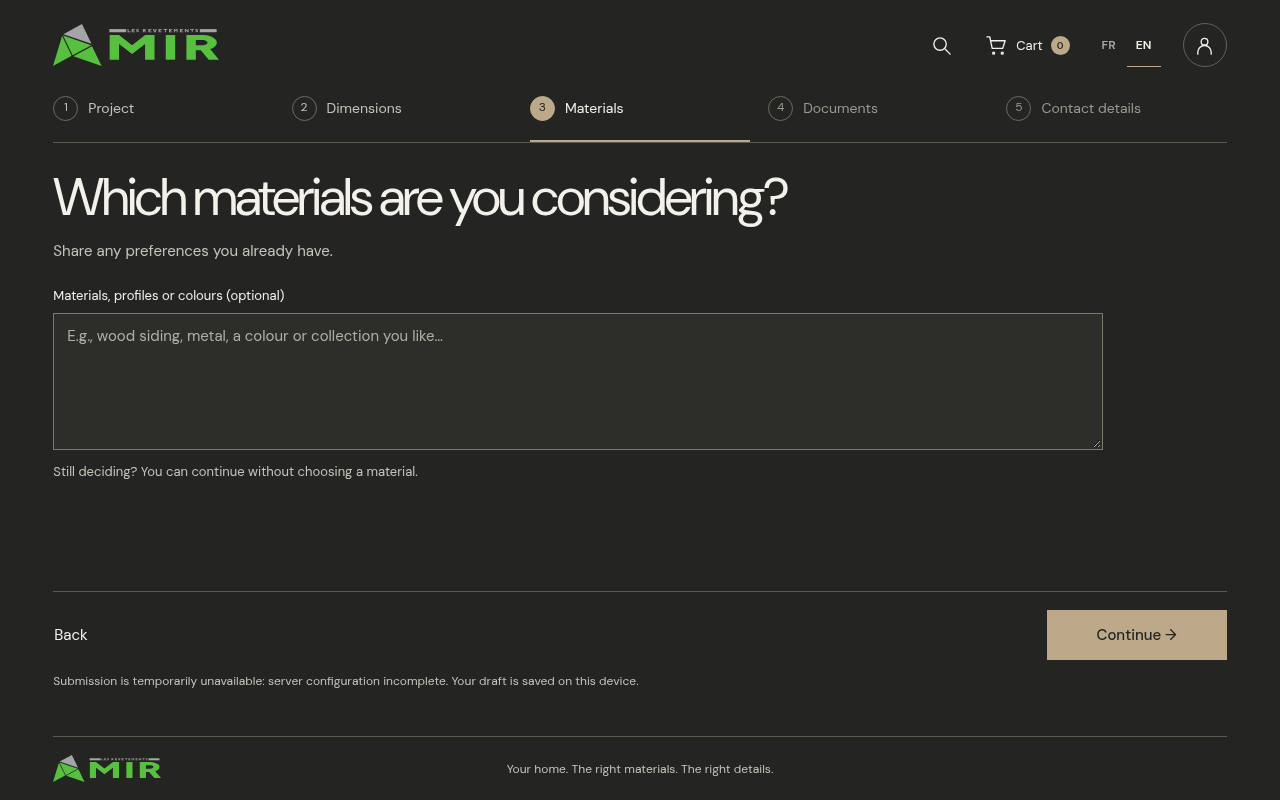 LES REVETEMENTS
MIR
Cart 0
FR EN
1 Project
2 Dimensions
3 Materials
4 Documents
5 Contact details
Which materials are you considering?
Share any preferences you already have.
Materials, profiles or colours (optional)
E.g., wood siding, metal, a colour or collection you like…
Still deciding? You can continue without choosing a material.
Back
Continue →
Submission is temporarily unavailable: server configuration incomplete. Your draft is saved on this device.
LES REVETEMENTS
MIR
Your home. The right materials. The right details.